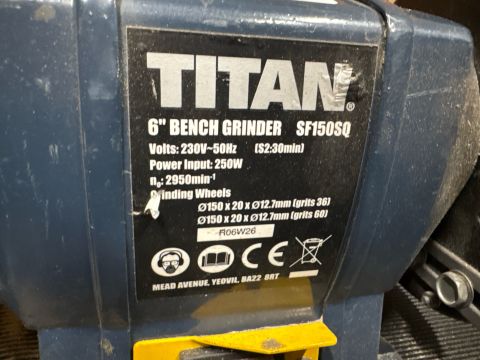 TITAN®
6" BENCH GRINDER SF150SQ
Volts: 230V~50Hz (S2:30min)
Power Input: 250W
n₀: 2950min⁻¹
Grinding Wheels
Ø150 x 20 x Ø12.7mm (grits 36)
Ø150 x 20 x Ø12.7mm (grits 60)
R06W26
CE
MEAD AVENUE, YEOVIL, BA22 8RT